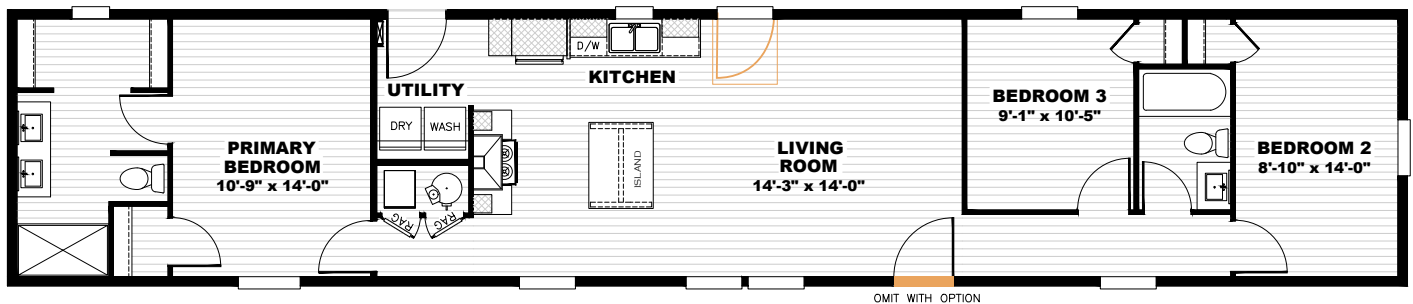 D/W
KITCHEN
UTILITY
DRY
WASH
PRIMARY
BEDROOM
10'-9" x 14'-0"
RAG
RAG
ISLAND
LIVING
ROOM
14'-3" x 14'-0"
BEDROOM 3
9'-1" x 10'-5"
BEDROOM 2
8'-10" x 14'-0"
OMIT WITH OPTION